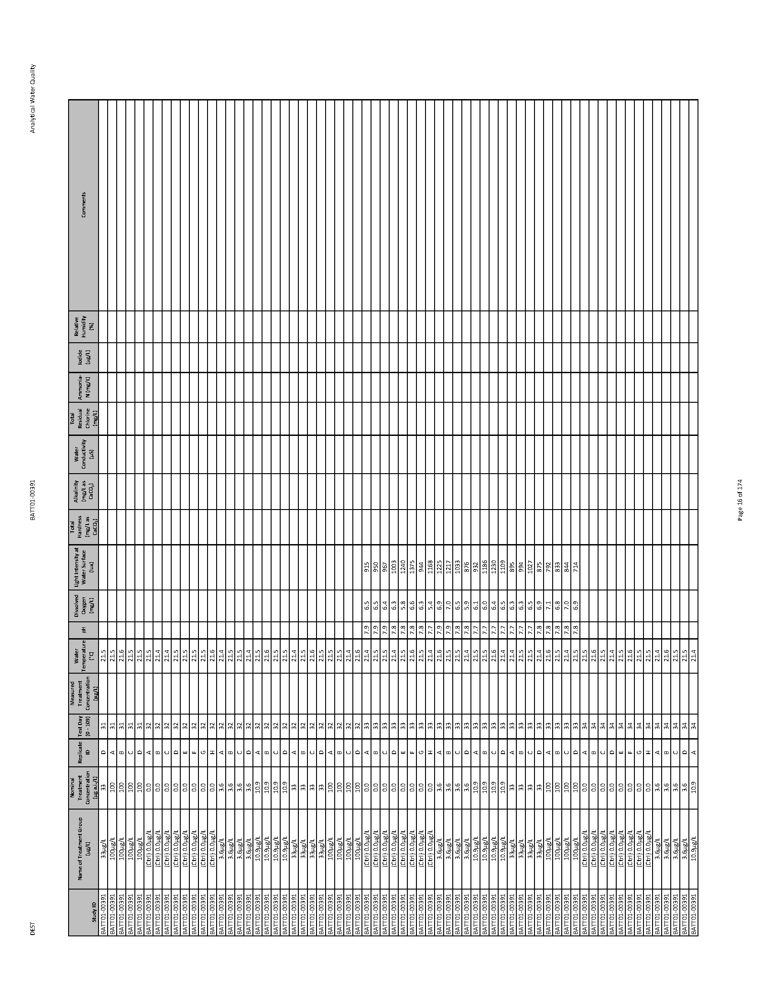 DEST BATT01-00391 Analytical Water Quality
Study ID Name of Treatment Group (µg/L) Nominal Treatment Concentration (µg a.i./L) Replicate ID Test Day (0 - 109) Measured Treatment Concentration (µg/L) Water Temperature (°C) pH Dissolved Oxygen (mg/L) Light Intensity at Water Surface (lux) Total Hardness (mg/L as CaCO₃) Alkalinity (mg/L as CaCO₃) Water Conductivity (µS) Total Residual Chlorine (mg/L) Ammonia-N (mg/L) Iodide (µg/L) Relative Humidity (%) Comments
BATT01-00391 33µg/L 33 D 31 21.5
BATT01-00391 100µg/L 100 A 31 21.5
BATT01-00391 100µg/L 100 B 31 21.6
BATT01-00391 100µg/L 100 C 31 21.5
BATT01-00391 100µg/L 100 D 31 21.5
BATT01-00391 (Ctrl) 0.0µg/L 0.0 A 32 21.5
BATT01-00391 (Ctrl) 0.0µg/L 0.0 B 32 21.4
BATT01-00391 (Ctrl) 0.0µg/L 0.0 C 32 21.4
BATT01-00391 (Ctrl) 0.0µg/L 0.0 D 32 21.5
BATT01-00391 (Ctrl) 0.0µg/L 0.0 E 32 21.5
BATT01-00391 (Ctrl) 0.0µg/L 0.0 F 32 21.5
BATT01-00391 (Ctrl) 0.0µg/L 0.0 G 32 21.5
BATT01-00391 (Ctrl) 0.0µg/L 0.0 H 32 21.6
BATT01-00391 3.6µg/L 3.6 A 32 21.4
BATT01-00391 3.6µg/L 3.6 B 32 21.5
BATT01-00391 3.6µg/L 3.6 C 32 21.5
BATT01-00391 3.6µg/L 3.6 D 32 21.4
BATT01-00391 10.9µg/L 10.9 A 32 21.5
BATT01-00391 10.9µg/L 10.9 B 32 21.6
BATT01-00391 10.9µg/L 10.9 C 32 21.5
BATT01-00391 10.9µg/L 10.9 D 32 21.5
BATT01-00391 33µg/L 33 A 32 21.4
BATT01-00391 33µg/L 33 B 32 21.5
BATT01-00391 33µg/L 33 C 32 21.6
BATT01-00391 33µg/L 33 D 32 21.5
BATT01-00391 100µg/L 100 A 32 21.5
BATT01-00391 100µg/L 100 B 32 21.5
BATT01-00391 100µg/L 100 C 32 21.4
BATT01-00391 100µg/L 100 D 32 21.6
BATT01-00391 (Ctrl) 0.0µg/L 0.0 A 33 21.4 7.9 6.5 915
BATT01-00391 (Ctrl) 0.0µg/L 0.0 B 33 21.5 7.9 6.5 950
BATT01-00391 (Ctrl) 0.0µg/L 0.0 C 33 21.5 7.9 6.4 967
BATT01-00391 (Ctrl) 0.0µg/L 0.0 D 33 21.4 7.8 6.3 1003
BATT01-00391 (Ctrl) 0.0µg/L 0.0 E 33 21.5 7.8 5.8 1240
BATT01-00391 (Ctrl) 0.0µg/L 0.0 F 33 21.6 7.8 6.6 1375
BATT01-00391 (Ctrl) 0.0µg/L 0.0 G 33 21.5 7.8 6.3 944
BATT01-00391 (Ctrl) 0.0µg/L 0.0 H 33 21.4 7.7 5.4 1168
BATT01-00391 3.6µg/L 3.6 A 33 21.6 7.9 6.9 1225
BATT01-00391 3.6µg/L 3.6 B 33 21.5 7.9 7.0 1217
BATT01-00391 3.6µg/L 3.6 C 33 21.5 7.8 6.5 1033
BATT01-00391 3.6µg/L 3.6 D 33 21.4 7.8 5.9 876
BATT01-00391 10.9µg/L 10.9 A 33 21.5 7.7 6.1 932
BATT01-00391 10.9µg/L 10.9 B 33 21.5 7.7 6.0 1186
BATT01-00391 10.9µg/L 10.9 C 33 21.6 7.7 6.4 1230
BATT01-00391 10.9µg/L 10.9 D 33 21.4 7.7 6.5 1109
BATT01-00391 33µg/L 33 A 33 21.4 7.7 6.3 895
BATT01-00391 33µg/L 33 B 33 21.5 7.7 6.3 994
BATT01-00391 33µg/L 33 C 33 21.5 7.7 6.5 1027
BATT01-00391 33µg/L 33 D 33 21.4 7.8 6.9 875
BATT01-00391 100µg/L 100 A 33 21.6 7.8 7.1 792
BATT01-00391 100µg/L 100 B 33 21.5 7.8 6.8 833
BATT01-00391 100µg/L 100 C 33 21.4 7.8 7.0 844
BATT01-00391 100µg/L 100 D 33 21.5 7.8 6.9 714
BATT01-00391 (Ctrl) 0.0µg/L 0.0 A 34 21.5
BATT01-00391 (Ctrl) 0.0µg/L 0.0 B 34 21.6
BATT01-00391 (Ctrl) 0.0µg/L 0.0 C 34 21.5
BATT01-00391 (Ctrl) 0.0µg/L 0.0 D 34 21.4
BATT01-00391 (Ctrl) 0.0µg/L 0.0 E 34 21.5
BATT01-00391 (Ctrl) 0.0µg/L 0.0 F 34 21.6
BATT01-00391 (Ctrl) 0.0µg/L 0.0 G 34 21.5
BATT01-00391 (Ctrl) 0.0µg/L 0.0 H 34 21.5
BATT01-00391 3.6µg/L 3.6 A 34 21.4
BATT01-00391 3.6µg/L 3.6 B 34 21.6
BATT01-00391 3.6µg/L 3.6 C 34 21.5
BATT01-00391 3.6µg/L 3.6 D 34 21.5
BATT01-00391 10.9µg/L 10.9 A 34 21.4
Page 16 of 174